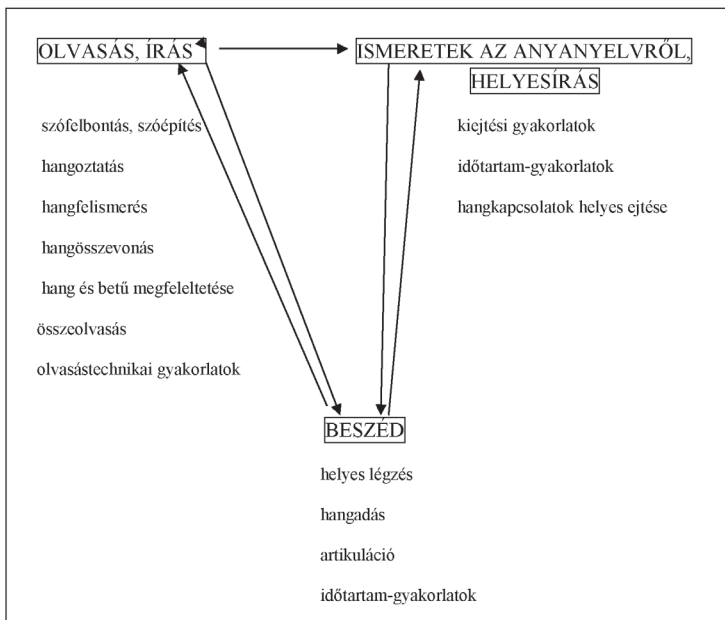 OLVASÁS, ÍRÁS
ISMERETEK AZ ANYANYELVRŐL,
HELYESÍRÁS
szófelbontás, szóépítés
hangoztatás
hangfelismerés
hangösszevonás
hang és betű megfeleltetése
összeolvasás
olvasástechnikai gyakorlatok
kiejtési gyakorlatok
időtartam-gyakorlatok
hangkapcsolatok helyes ejtése
BESZÉD
helyes légzés
hangadás
artikuláció
időtartam-gyakorlatok